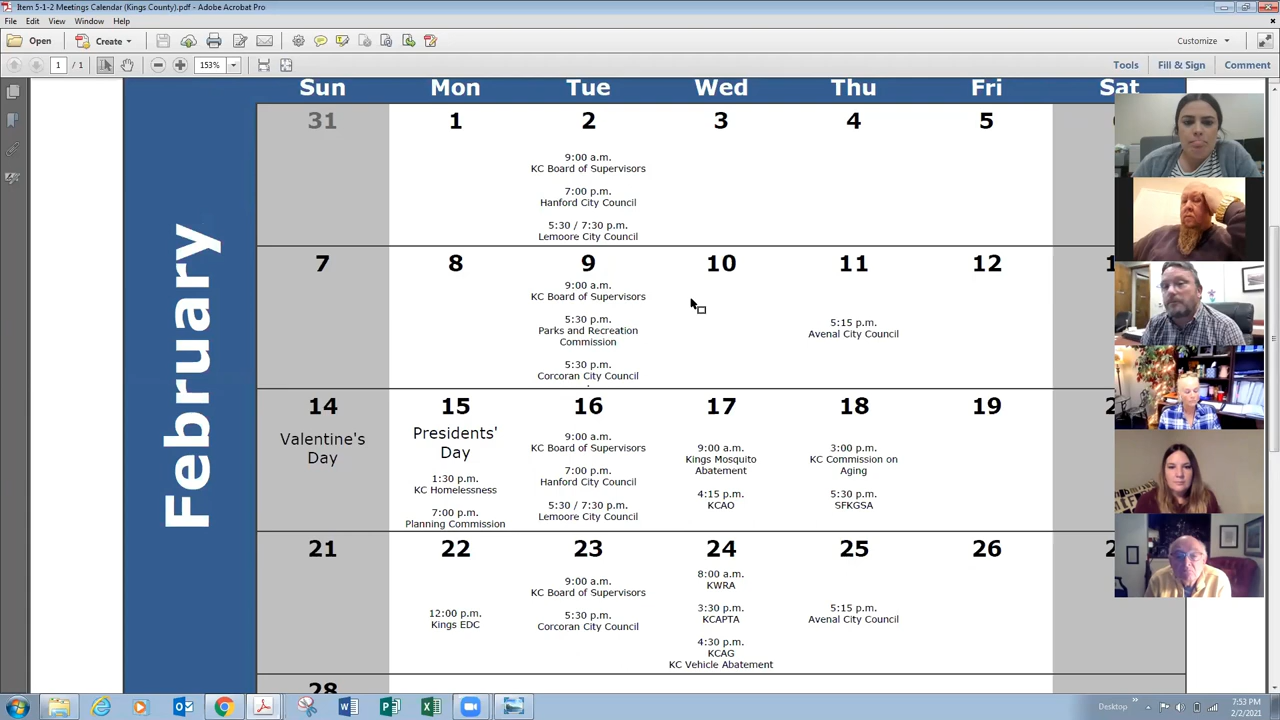 Item 5-1-2 Meetings Calendar (Kings County).pdf - Adobe Acrobat Pro
File Edit View Window Help
Open Create Customize
1 / 1 153% Tools Fill & Sign Comment
February
Sun Mon Tue Wed Thu Fri Sat
31 1 2 3 4 5
9:00 a.m.
KC Board of Supervisors
7:00 p.m.
Hanford City Council
5:30 / 7:30 p.m.
Lemoore City Council
7 8 9 10 11 12
9:00 a.m.
KC Board of Supervisors
5:30 p.m.
Parks and Recreation
Commission
5:30 p.m.
Corcoran City Council
5:15 p.m.
Avenal City Council
14 15 16 17 18 19
Valentine's
Day
Presidents'
Day
1:30 p.m.
KC Homelessness
7:00 p.m.
Planning Commission
9:00 a.m.
KC Board of Supervisors
7:00 p.m.
Hanford City Council
5:30 / 7:30 p.m.
Lemoore City Council
9:00 a.m.
Kings Mosquito
Abatement
4:15 p.m.
KCAO
3:00 p.m.
KC Commission on
Aging
5:30 p.m.
SFKGSA
21 22 23 24 25 26
12:00 p.m.
Kings EDC
9:00 a.m.
KC Board of Supervisors
5:30 p.m.
Corcoran City Council
8:00 a.m.
KWRA
3:30 p.m.
KCAPTA
4:30 p.m.
KCAG
KC Vehicle Abatement
5:15 p.m.
Avenal City Council
28
Desktop
7:53 PM
2/2/2021